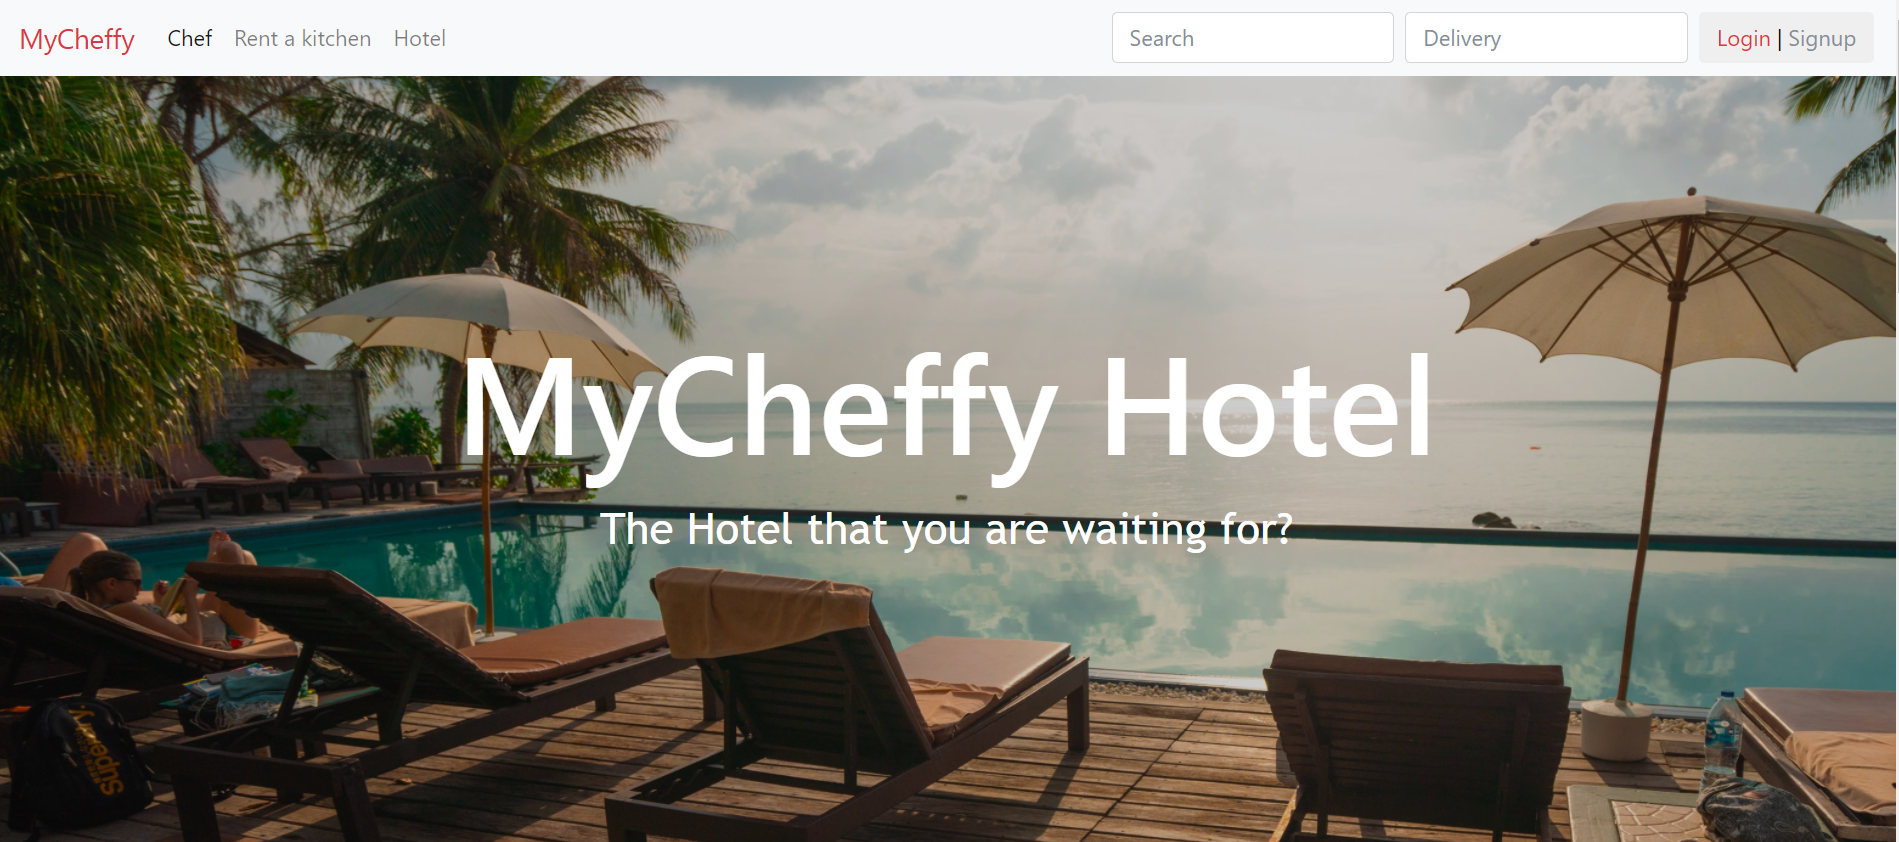 MyCheffy Chef Rent a kitchen Hotel Search Delivery Login | Signup
MyCheffy Hotel
The Hotel that you are waiting for?
Superdry